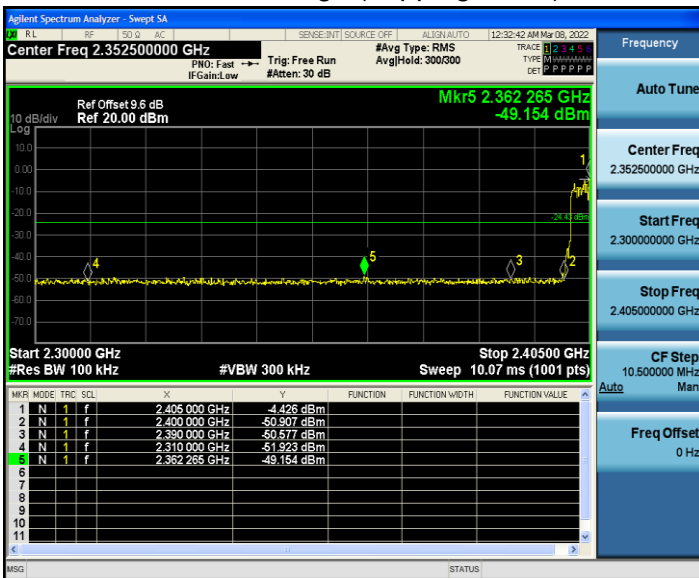 Agilent Spectrum Analyzer - Swept SA
RL RF 50 Ω AC SENSE:INT SOURCE OFF ALIGN AUTO 12:32:42 AM Mar 08, 2022
Center Freq 2.352500000 GHz
PNO: Fast
IFGain:Low
Trig: Free Run
#Atten: 30 dB
#Avg Type: RMS
Avg|Hold: 300/300
TRACE 1 2 3 4 5 6
TYPE M
DET P P P P P P
Ref Offset 9.6 dB
10 dB/div Ref 20.00 dBm
Log
Mkr5 2.362 265 GHz
-49.154 dBm
10.0
0.00
-10.0
-20.0
-30.0
-40.0
-50.0
-60.0
-70.0
1
2
3
4
5
Start 2.30000 GHz Stop 2.40500 GHz
#Res BW 100 kHz #VBW 300 kHz Sweep 10.07 ms (1001 pts)
MKR MODE TRC SCL X Y FUNCTION FUNCTION WIDTH FUNCTION VALUE
1 N 1 f 2.405 000 GHz -4.426 dBm
2 N 1 f 2.400 000 GHz -50.907 dBm
3 N 1 f 2.390 000 GHz -50.577 dBm
4 N 1 f 2.310 000 GHz -51.923 dBm
5 N 1 f 2.362 265 GHz -49.154 dBm
6
7
8
9
10
11
MSG STATUS
Frequency
Auto Tune
Center Freq
2.352500000 GHz
Start Freq
2.300000000 GHz
Stop Freq
2.405000000 GHz
CF Step
10.500000 MHz
Auto Man
Freq Offset
0 Hz